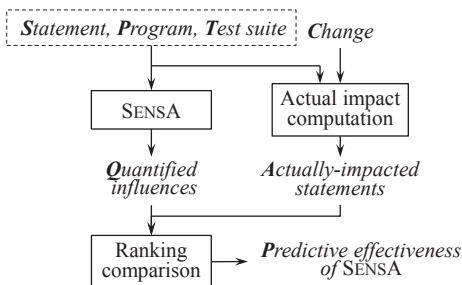 Statement, Program, Test suite
Change
SENSA
Actual impact
computation
Quantified
influences
Actually-impacted
statements
Ranking
comparison
Predictive effectiveness
of SENSA